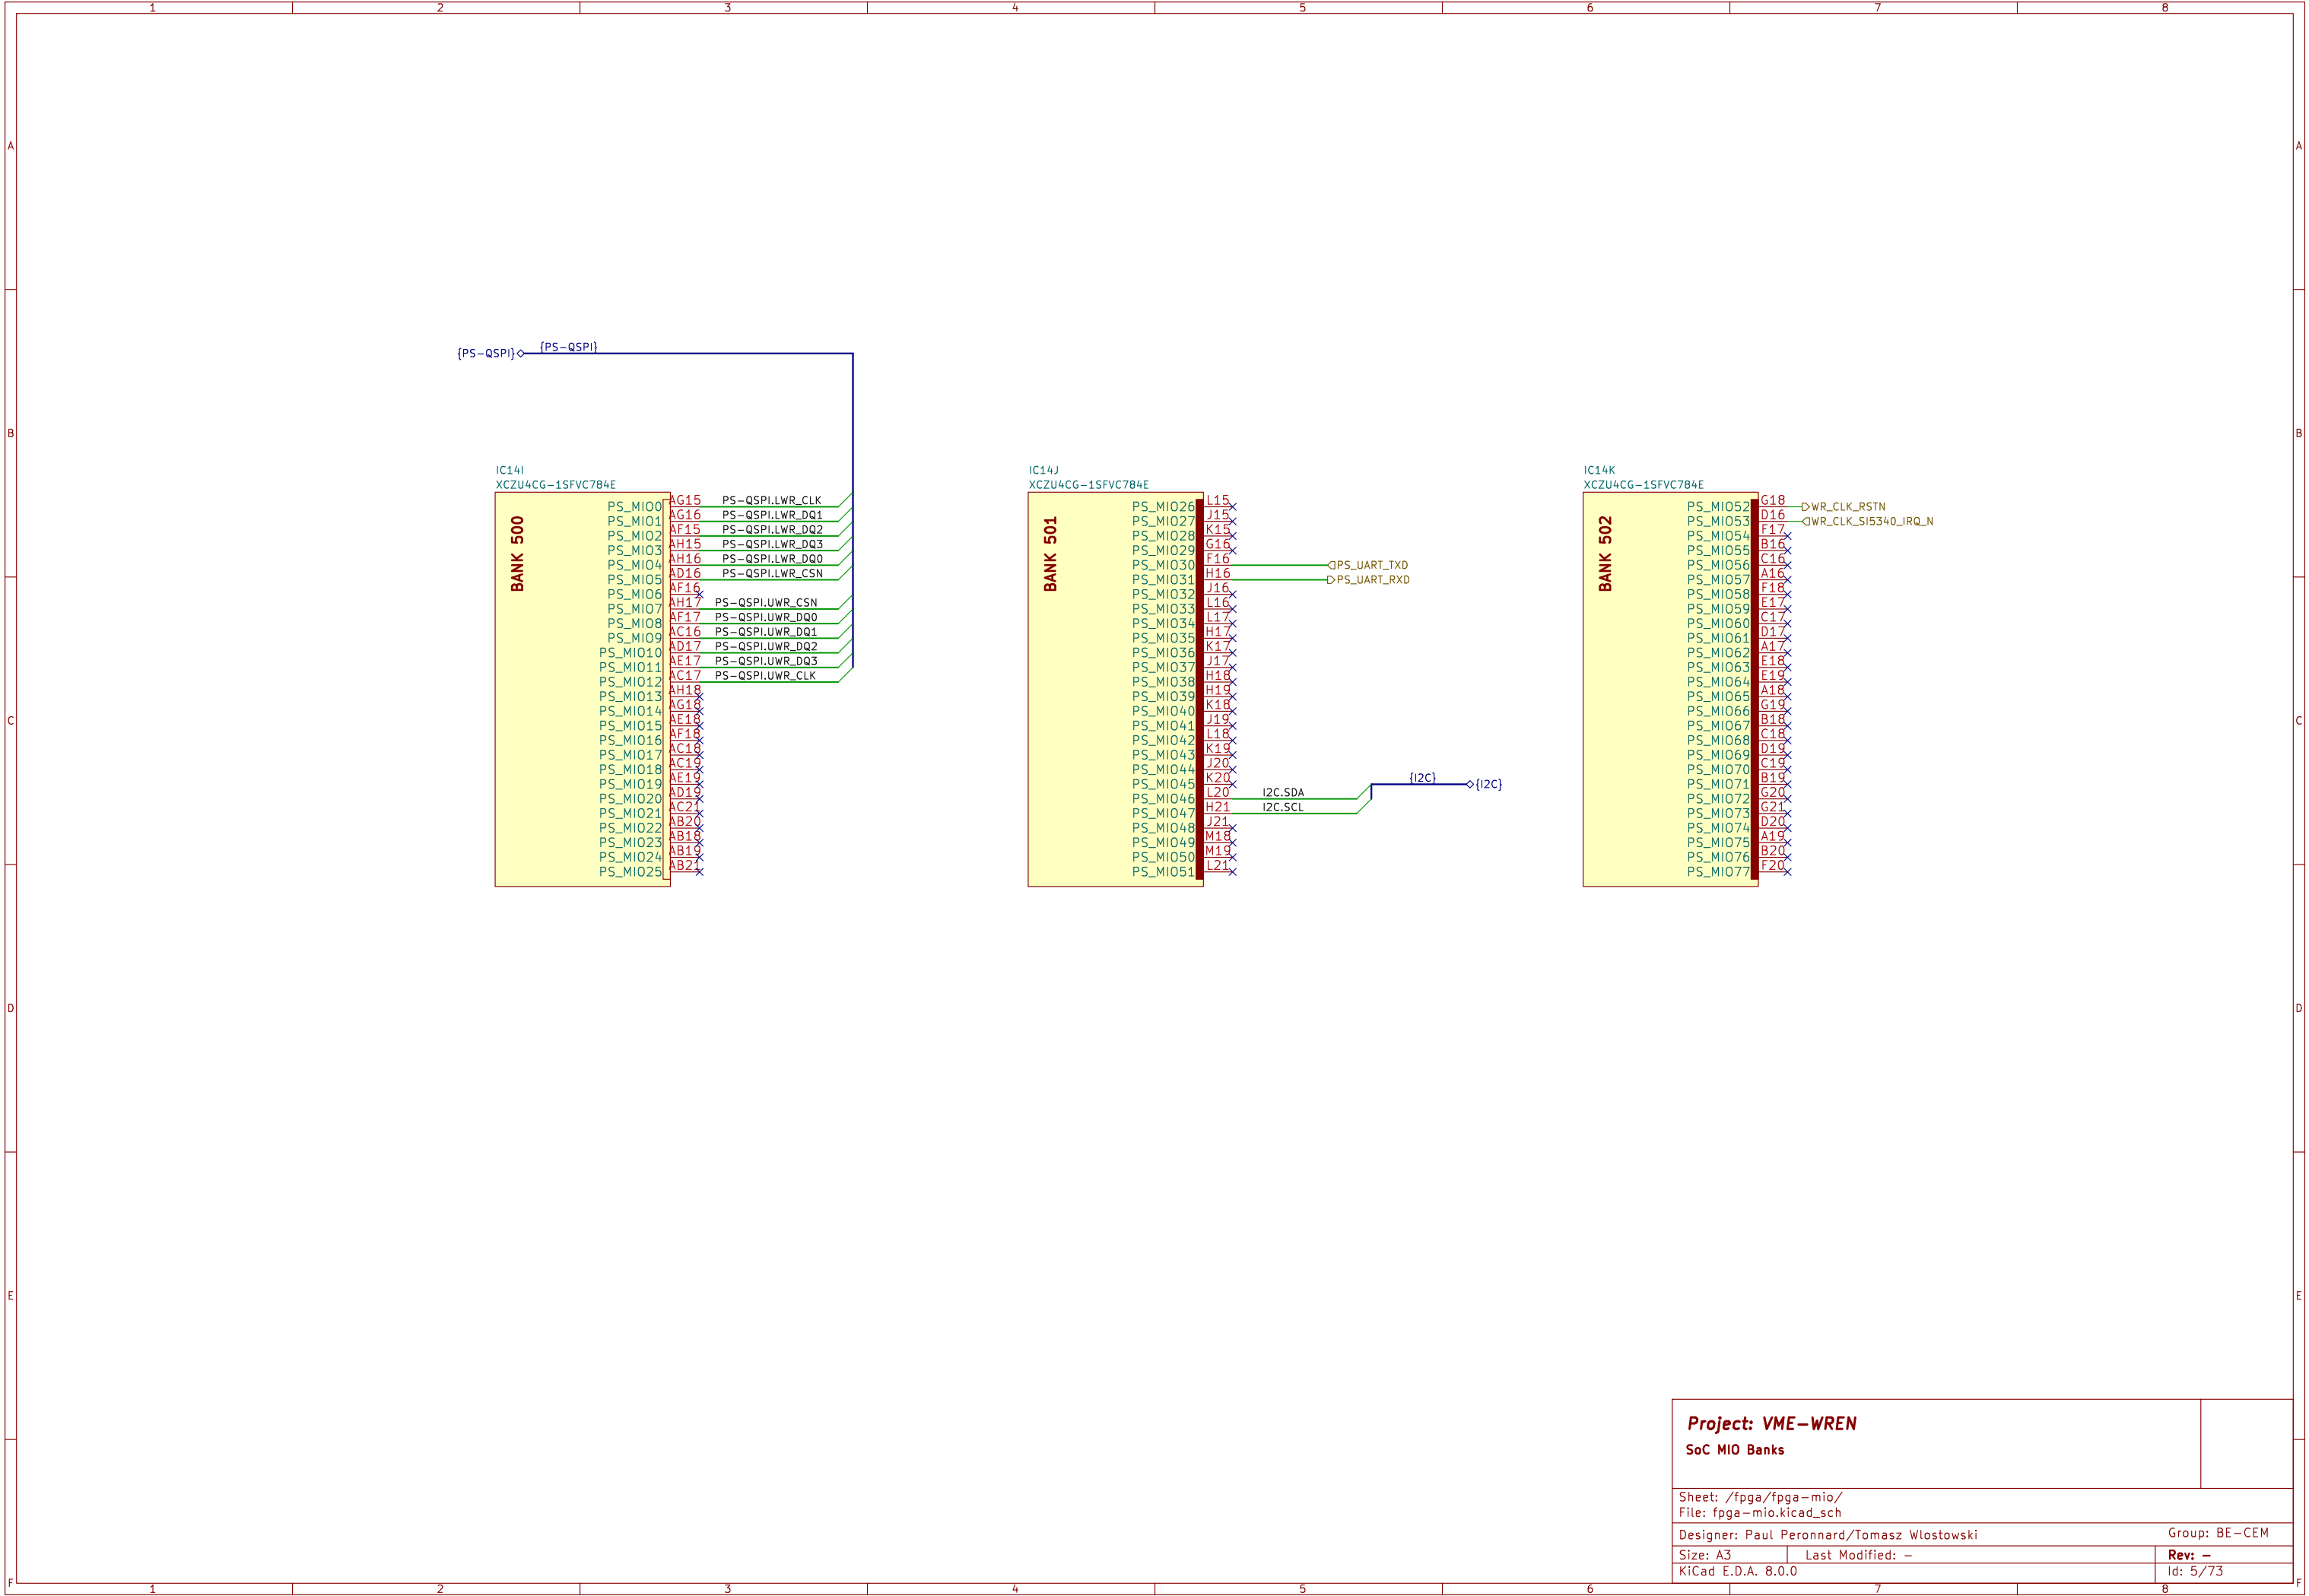 1 2 3 4 5 6 7 8
A A
B B
C C
D D
E E
F F
{PS-QSPI} {PS-QSPI}
IC14I
XCZU4CG-1SFVC784E
BANK 500
PS_MIO0 AG15 PS-QSPI.LWR_CLK
PS_MIO1 AG16 PS-QSPI.LWR_DQ1
PS_MIO2 AF15 PS-QSPI.LWR_DQ2
PS_MIO3 AH15 PS-QSPI.LWR_DQ3
PS_MIO4 AH16 PS-QSPI.LWR_DQ0
PS_MIO5 AD16 PS-QSPI.LWR_CSN
PS_MIO6 AF16
PS_MIO7 AH17 PS-QSPI.UWR_CSN
PS_MIO8 AF17 PS-QSPI.UWR_DQ0
PS_MIO9 AC16 PS-QSPI.UWR_DQ1
PS_MIO10 AD17 PS-QSPI.UWR_DQ2
PS_MIO11 AE17 PS-QSPI.UWR_DQ3
PS_MIO12 AC17 PS-QSPI.UWR_CLK
PS_MIO13 AH18
PS_MIO14 AG18
PS_MIO15 AE18
PS_MIO16 AF18
PS_MIO17 AC18
PS_MIO18 AC19
PS_MIO19 AE19
PS_MIO20 AD19
PS_MIO21 AC21
PS_MIO22 AB20
PS_MIO23 AB18
PS_MIO24 AB19
PS_MIO25 AB21
IC14J
XCZU4CG-1SFVC784E
BANK 501
PS_MIO26 L15
PS_MIO27 J15
PS_MIO28 K15
PS_MIO29 G16
PS_MIO30 F16 PS_UART_TXD
PS_MIO31 H16 PS_UART_RXD
PS_MIO32 J16
PS_MIO33 L16
PS_MIO34 L17
PS_MIO35 H17
PS_MIO36 K17
PS_MIO37 J17
PS_MIO38 H18
PS_MIO39 H19
PS_MIO40 K18
PS_MIO41 J19
PS_MIO42 L18
PS_MIO43 K19
PS_MIO44 J20
PS_MIO45 K20
{I2C} {I2C}
PS_MIO46 L20 I2C.SDA
PS_MIO47 H21 I2C.SCL
PS_MIO48 J21
PS_MIO49 M18
PS_MIO50 M19
PS_MIO51 L21
IC14K
XCZU4CG-1SFVC784E
BANK 502
PS_MIO52 G18 WR_CLK_RSTN
PS_MIO53 D16 WR_CLK_SI5340_IRQ_N
PS_MIO54 F17
PS_MIO55 B16
PS_MIO56 C16
PS_MIO57 A16
PS_MIO58 F18
PS_MIO59 E17
PS_MIO60 C17
PS_MIO61 D17
PS_MIO62 A17
PS_MIO63 E18
PS_MIO64 E19
PS_MIO65 A18
PS_MIO66 G19
PS_MIO67 B18
PS_MIO68 C18
PS_MIO69 D19
PS_MIO70 C19
PS_MIO71 B19
PS_MIO72 G20
PS_MIO73 G21
PS_MIO74 D20
PS_MIO75 A19
PS_MIO76 B20
PS_MIO77 F20
Project: VME-WREN
SoC MIO Banks
Sheet: /fpga/fpga-mio/
File: fpga-mio.kicad_sch
Designer: Paul Peronnard/Tomasz Wlostowski Group: BE-CEM
Size: A3 Last Modified: - Rev: -
KiCad E.D.A. 8.0.0 Id: 5/73
1 2 3 4 5 6 7 8